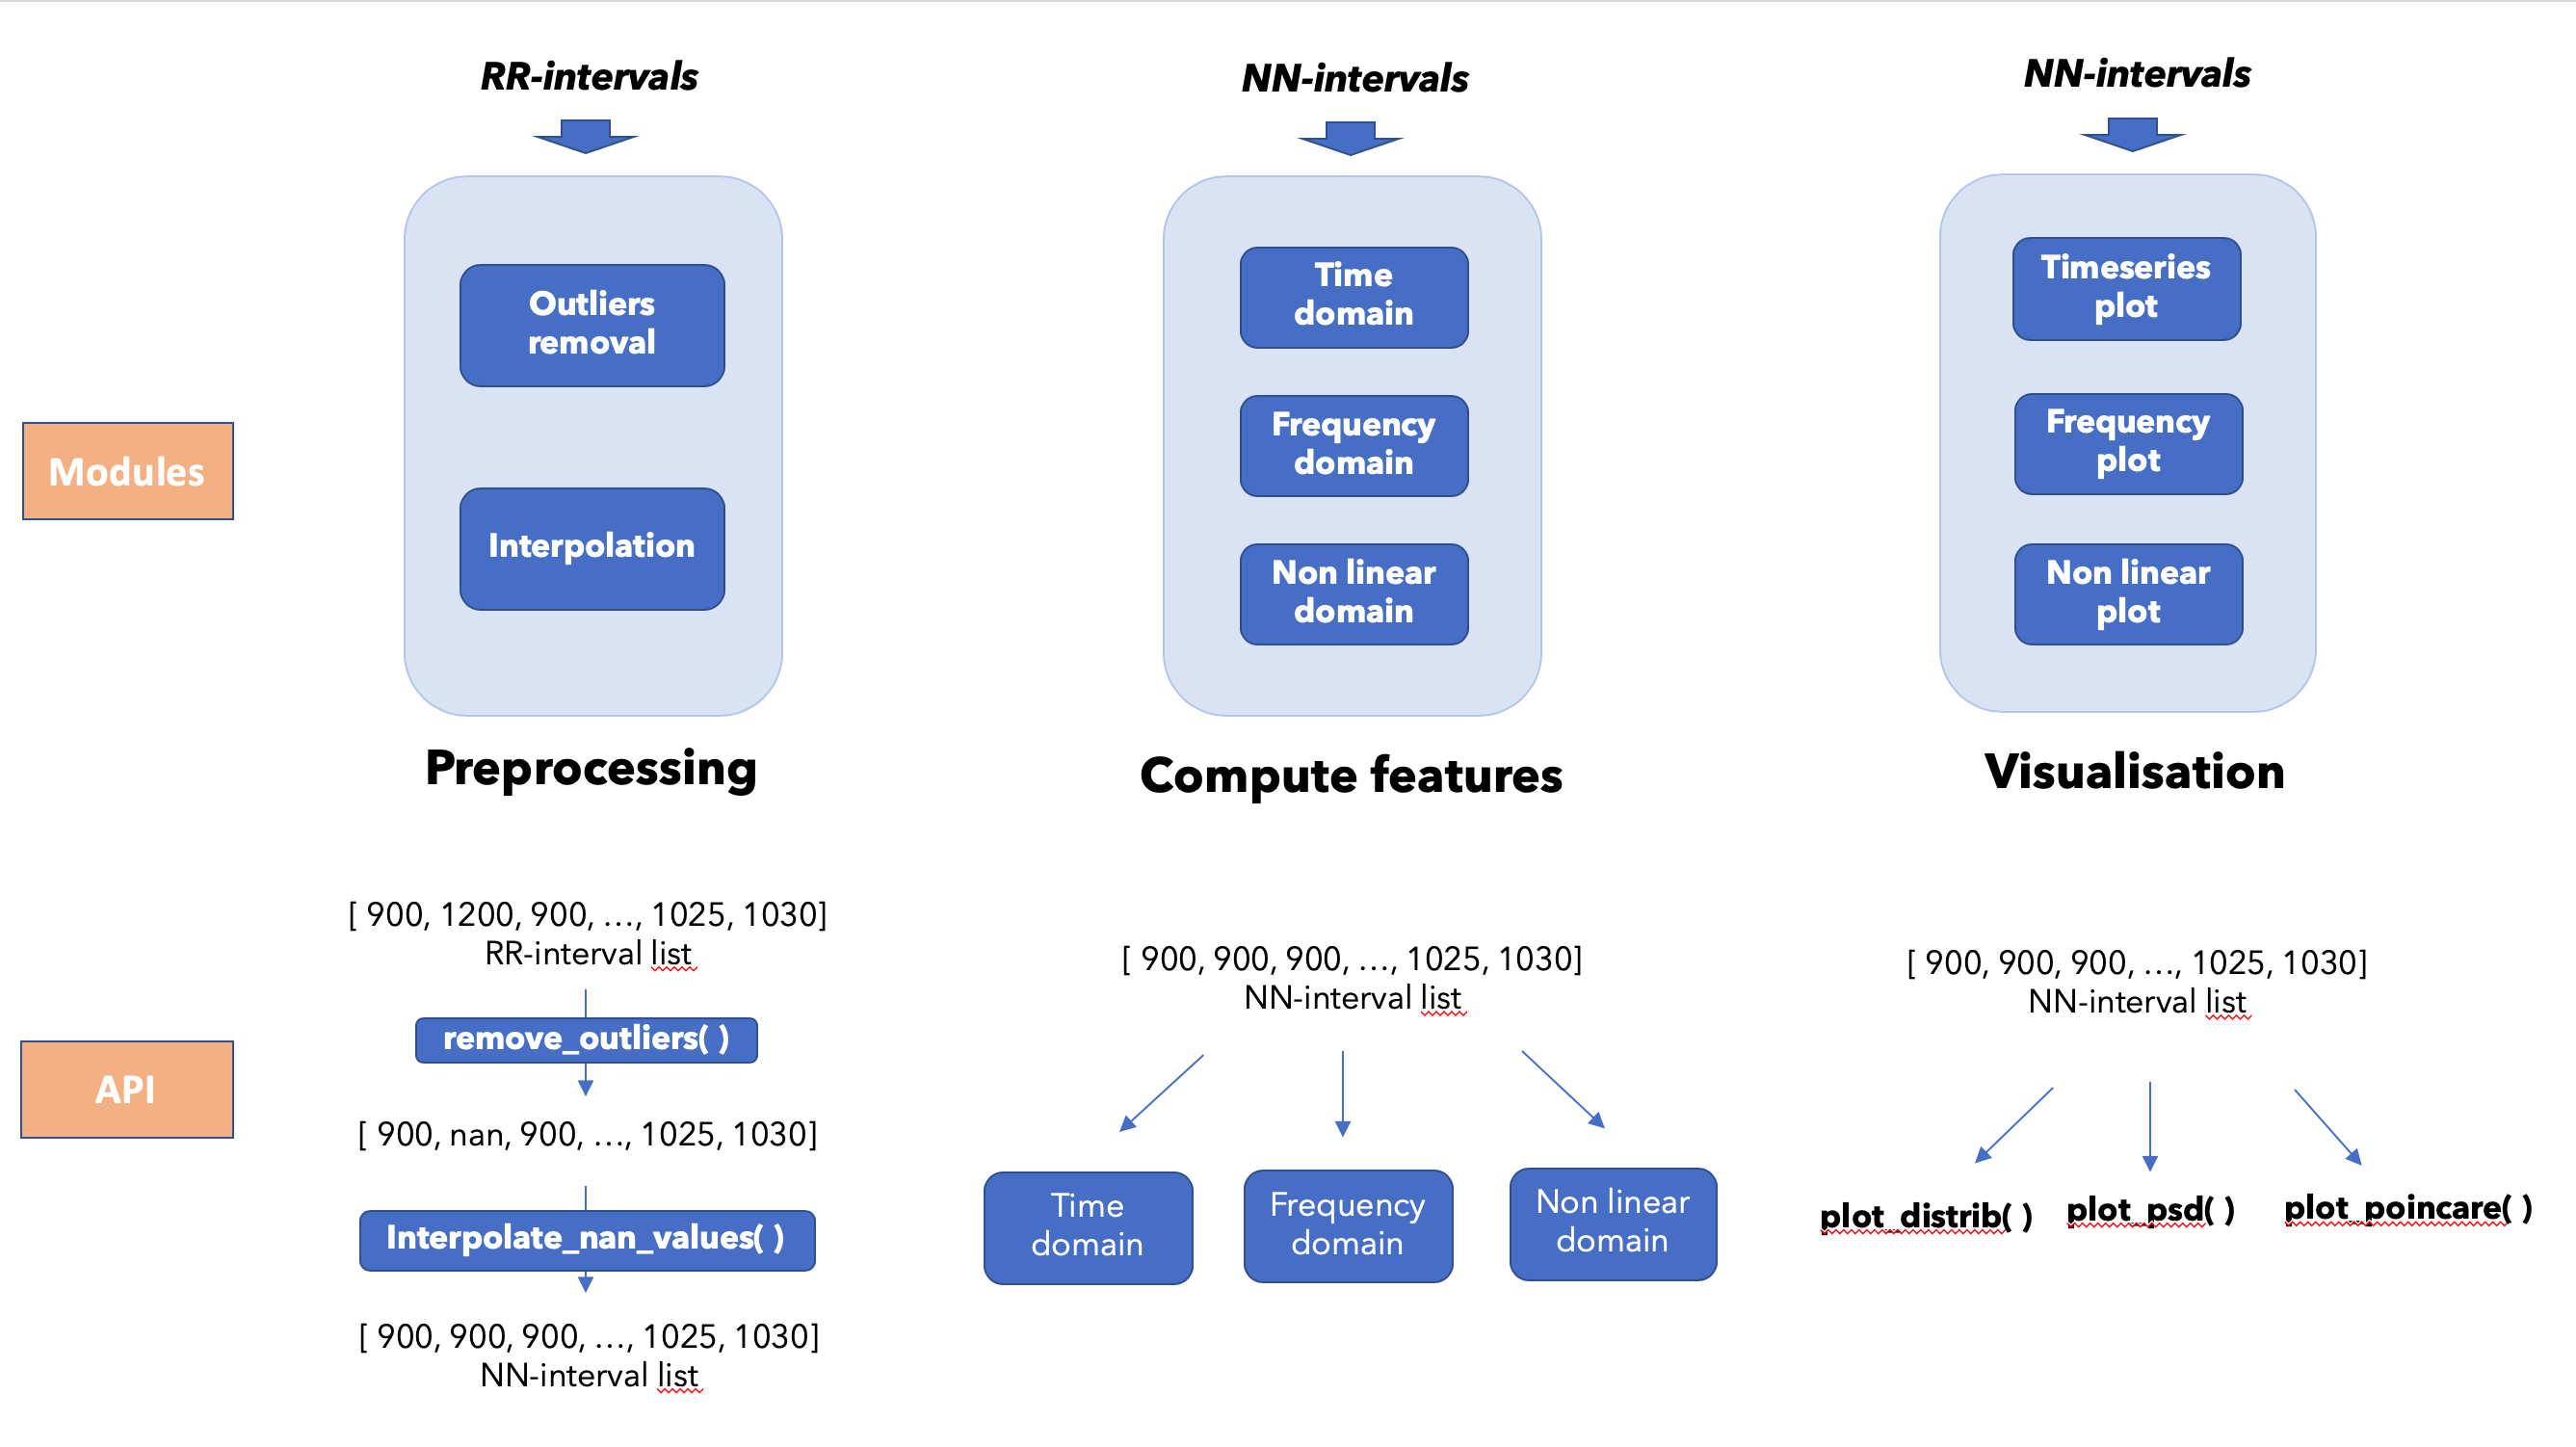 RR-intervals
NN-intervals
NN-intervals
Modules
Outliers
removal
Interpolation
Preprocessing
Time
domain
Frequency
domain
Non linear
domain
Compute features
Timeseries
plot
Frequency
plot
Non linear
plot
Visualisation
API
[ 900, 1200, 900, ..., 1025, 1030]
RR-interval list
remove_outliers( )
[ 900, nan, 900, ..., 1025, 1030]
Interpolate_nan_values( )
[ 900, 900, 900, ..., 1025, 1030]
NN-interval list
[ 900, 900, 900, ..., 1025, 1030]
NN-interval list
Time
domain
Frequency
domain
Non linear
domain
[ 900, 900, 900, ..., 1025, 1030]
NN-interval list
plot_distrib( )
plot_psd( )
plot_poincare( )